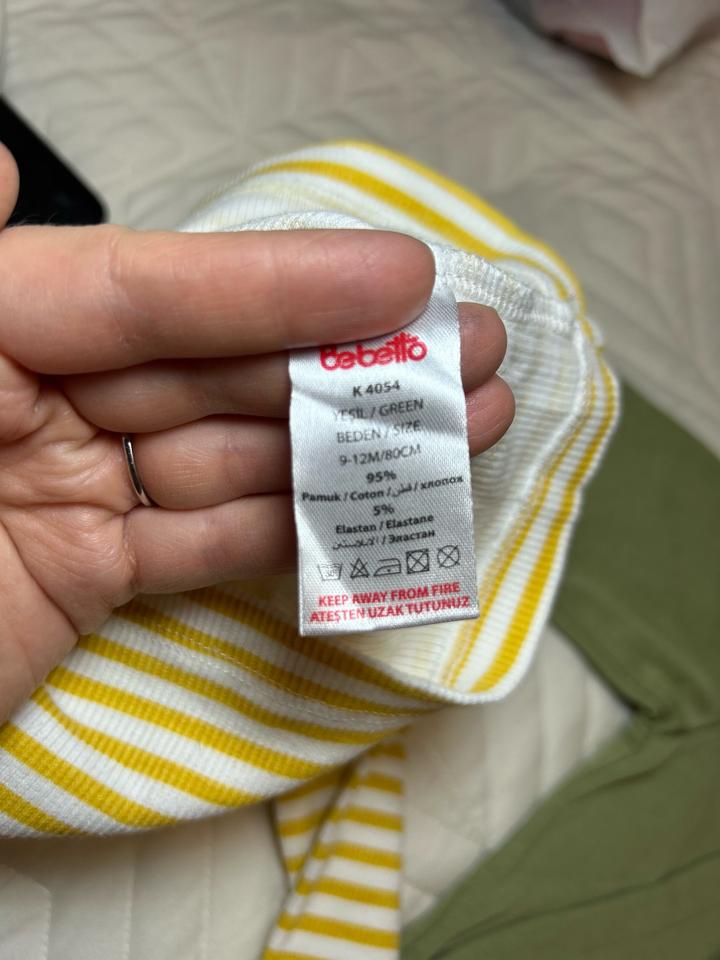 Bebetto
K 4054
YEŞİL / GREEN
BEDEN / SIZE
9-12M/80CM
95%
Pamuk / Coton / قطن / хлопок
5%
Elastan / Elastane
/ Эластан
KEEP AWAY FROM FIRE
ATEŞTEN UZAK TUTUNUZ